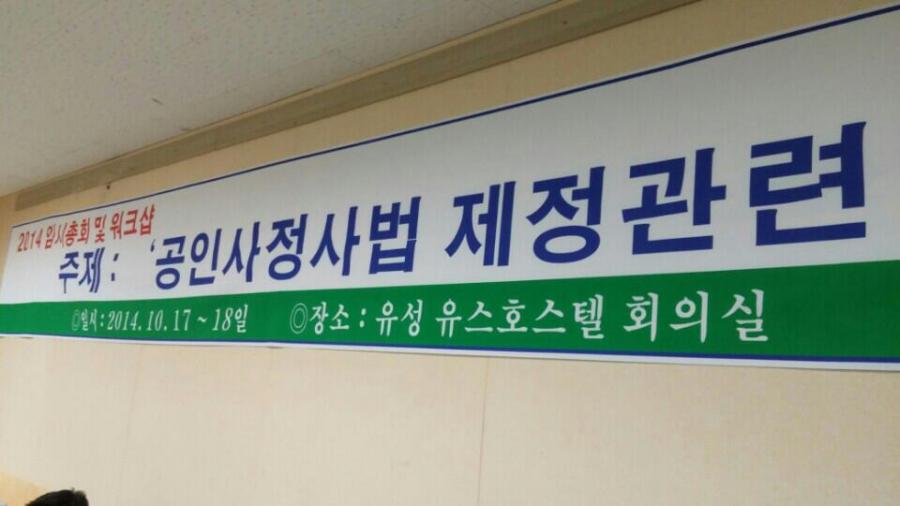 2014 임시총회 및 워크샵
주제 : '공인사정사법 제정관련
◎일시 : 2014. 10. 17 ~ 18일 ◎장소 : 유성 유스호스텔 회의실